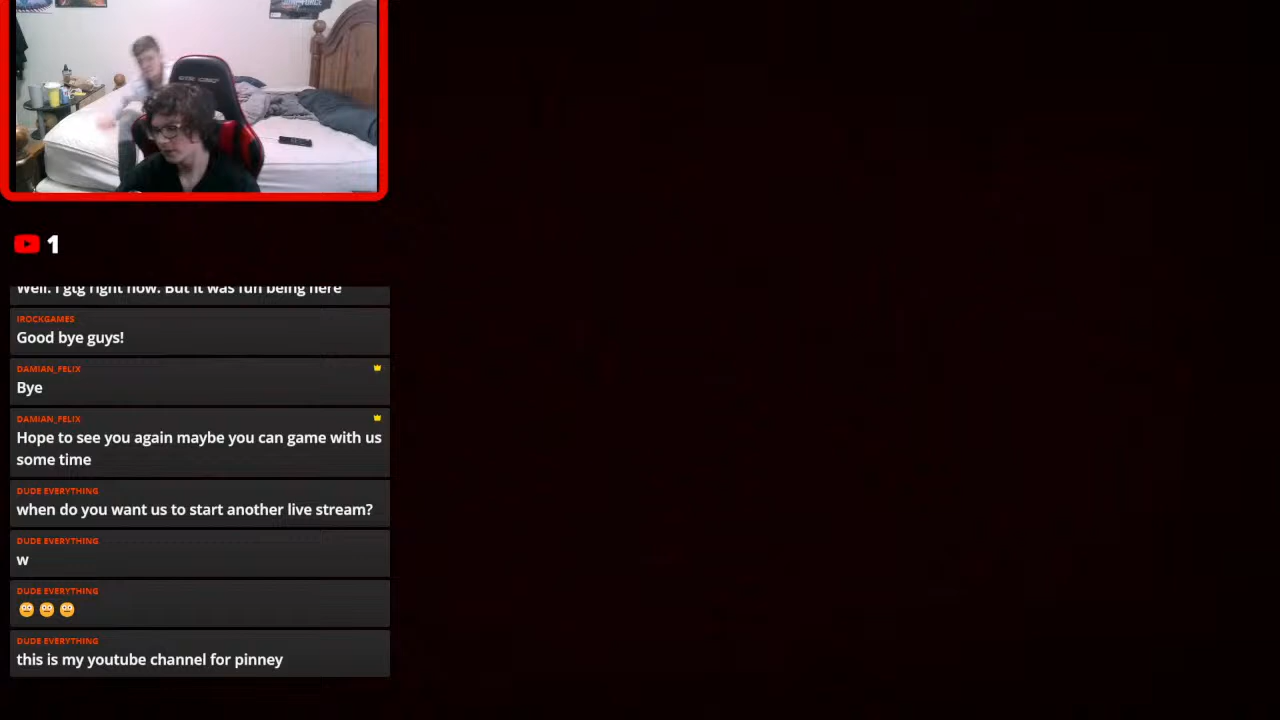 1
Well. I gtg right now. But it was fun being here
IROCKGAMES
Good bye guys!
DAMIAN_FELIX
Bye
DAMIAN_FELIX
Hope to see you again maybe you can game with us
some time
DUDE EVERYTHING
when do you want us to start another live stream?
DUDE EVERYTHING
w
DUDE EVERYTHING
😳😳😳
DUDE EVERYTHING
this is my youtube channel for pinney